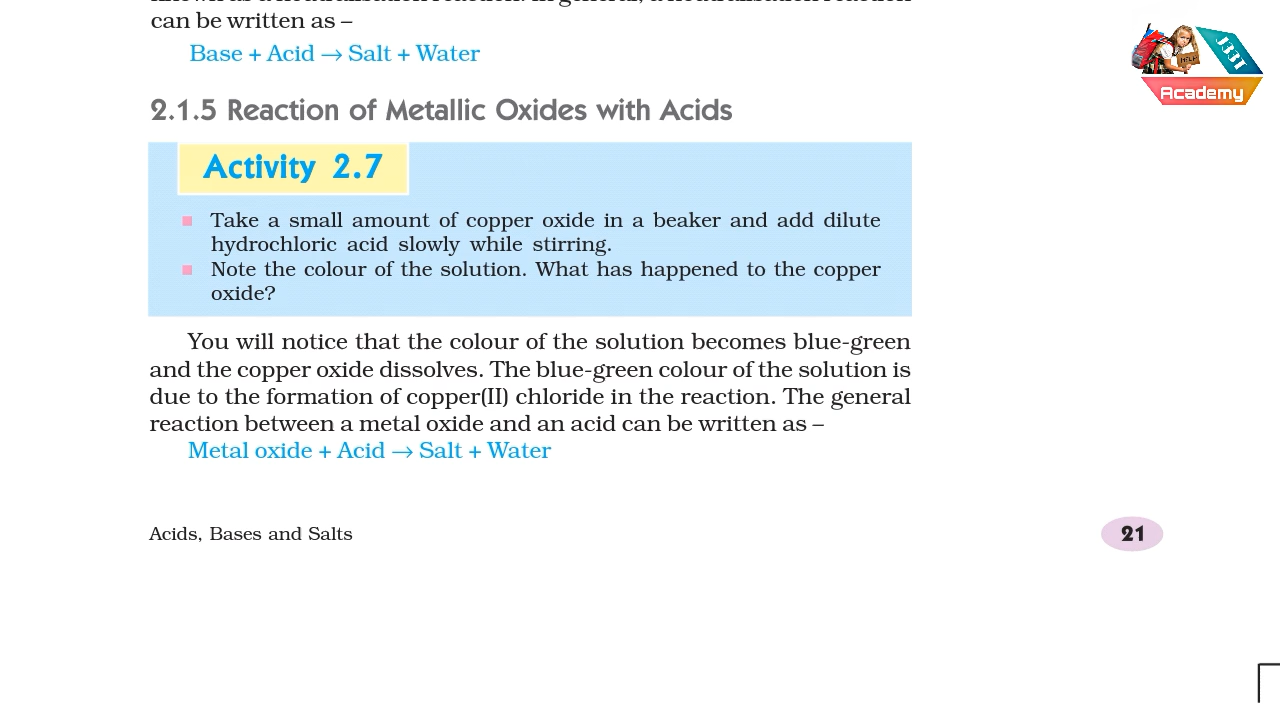 can be written as –
Base + Acid → Salt + Water
2.1.5 Reaction of Metallic Oxides with Acids
Activity 2.7
Take a small amount of copper oxide in a beaker and add dilute
hydrochloric acid slowly while stirring.
Note the colour of the solution. What has happened to the copper
oxide?
You will notice that the colour of the solution becomes blue-green
and the copper oxide dissolves. The blue-green colour of the solution is
due to the formation of copper(II) chloride in the reaction. The general
reaction between a metal oxide and an acid can be written as –
Metal oxide + Acid → Salt + Water
Acids, Bases and Salts
21
HELP
Academy